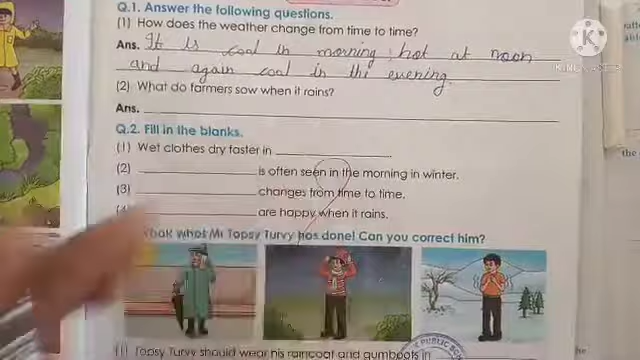 Q.1. Answer the following questions.
(1) How does the weather change from time to time?
Ans. It is cool in morning, hot at noon
and again cool in the evening.
(2) What do farmers sow when it rains?
Ans.
Q.2. Fill in the blanks.
(1) Wet clothes dry faster in
(2) is often seen in the morning in winter.
(3) changes from time to time.
(4) are happy when it rains.
what Mr Topsy Turvy has done! Can you correct him?
(1) Topsy Turvy should wear his raincoat and gumboots in
PUBLIC
the
he